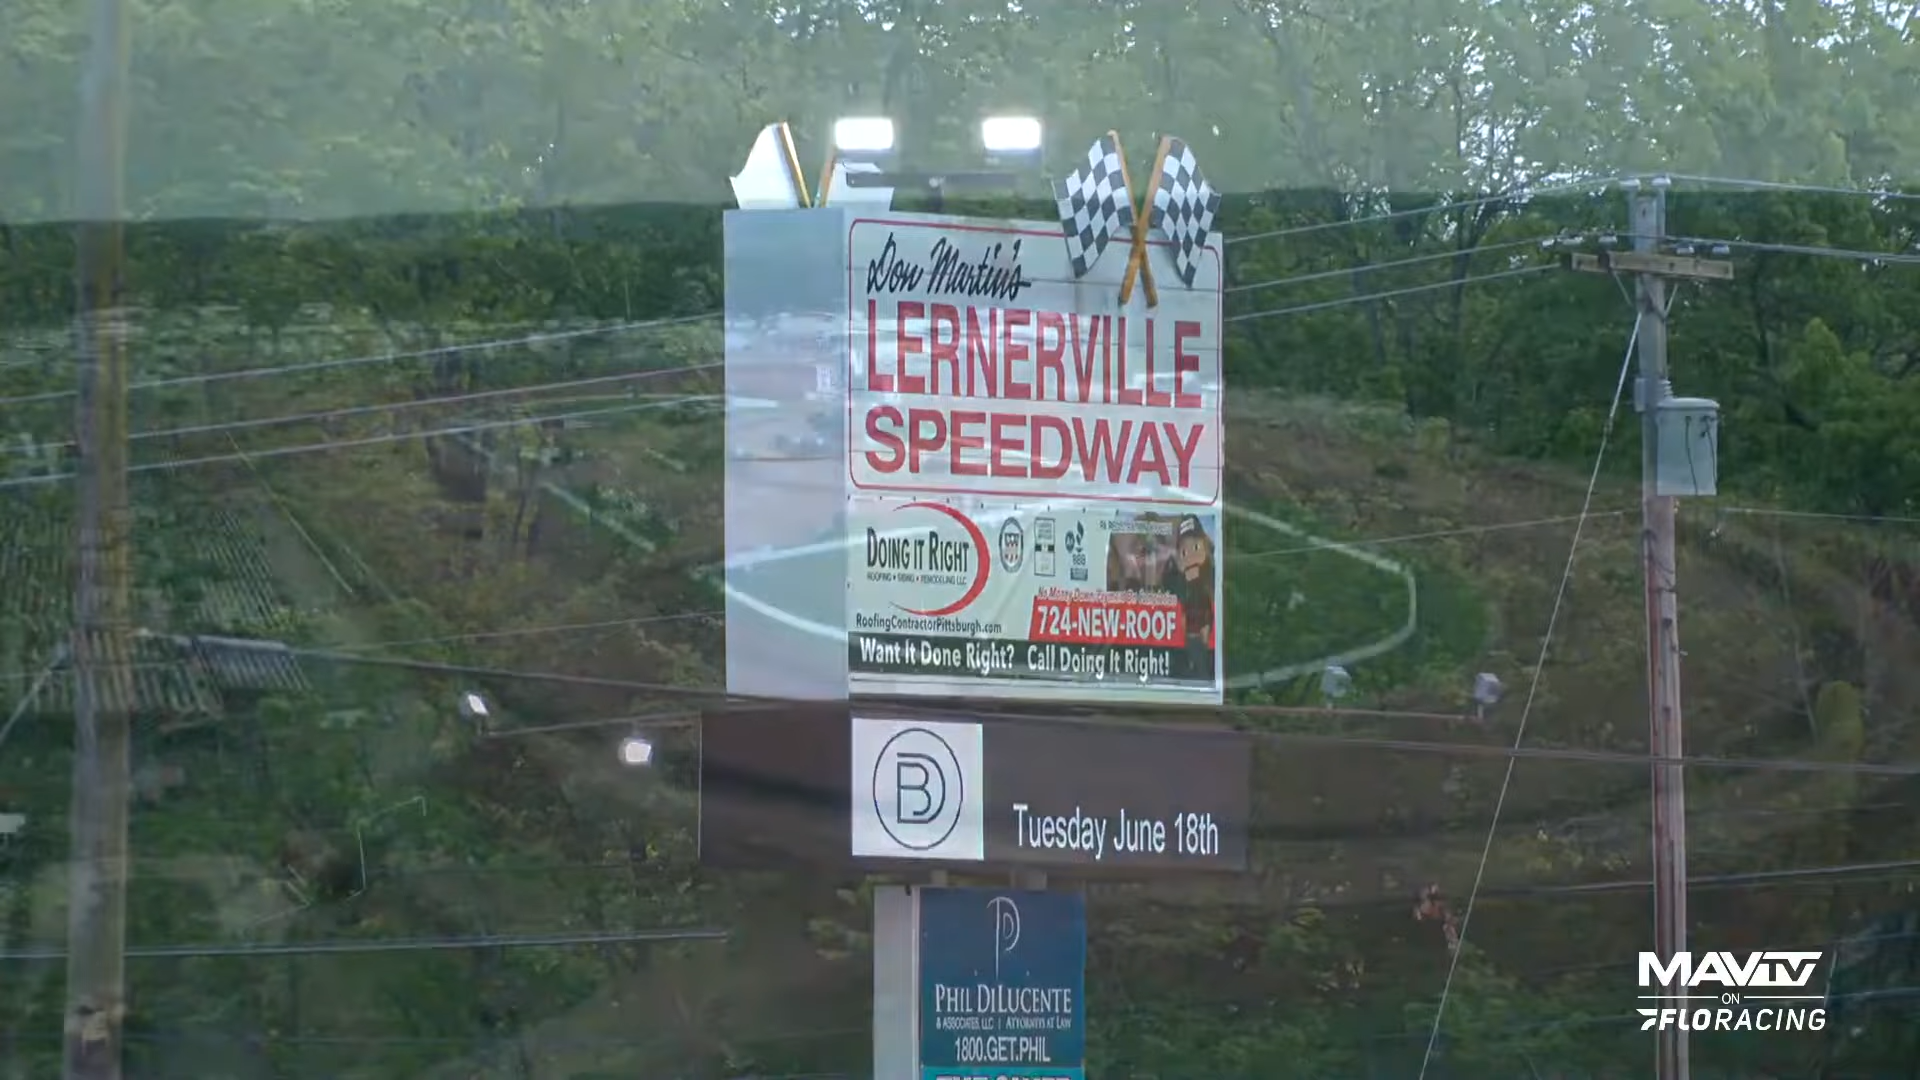 Don Martin's
LERNERVILLE
SPEEDWAY
DOING IT RIGHT
ROOFING • SIDING • REMODELING LLC
BBB
RoofingContractorPittsburgh.com
724-NEW-ROOF
Want It Done Right? Call Doing It Right!
BD
Tuesday June 18th
PHIL DILUCENTE
& ASSOCIATES, LLC | ATTORNEYS AT LAW
1800.GET.PHIL
MAVTV
ON
FLORACING